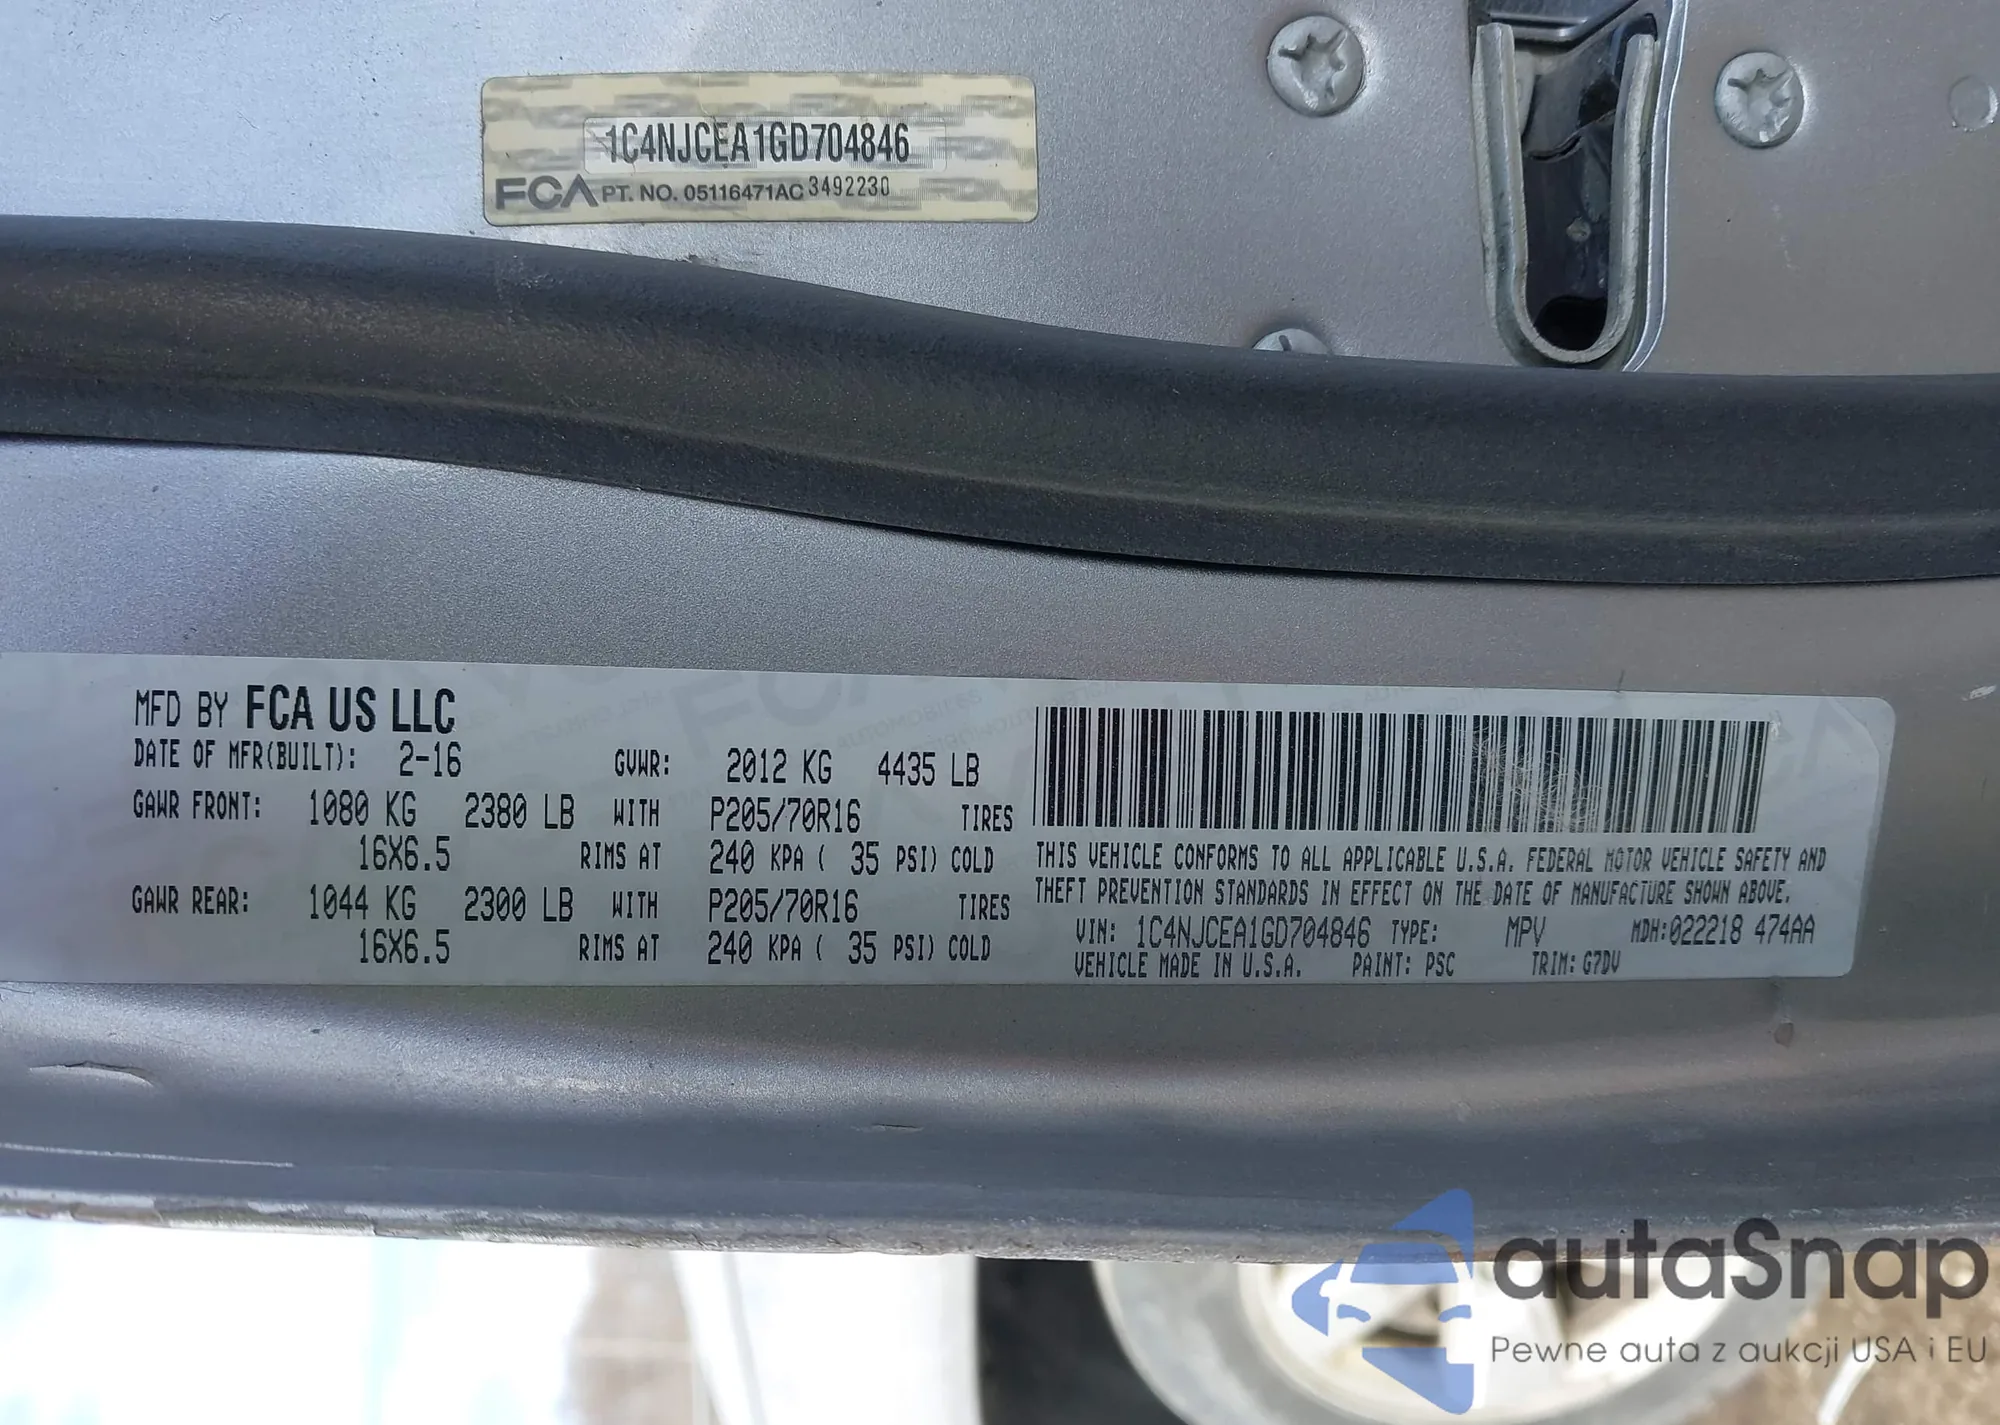 1C4NJCEA1GD704846
FCA PT. NO. 05116471AC 3492230
MFD BY FCA US LLC
DATE OF MFR(BUILT): 2-16 GVWR: 2012 KG 4435 LB
GAWR FRONT: 1080 KG 2380 LB WITH P205/70R16 TIRES
16X6.5 RIMS AT 240 KPA ( 35 PSI) COLD
GAWR REAR: 1044 KG 2300 LB WITH P205/70R16 TIRES
16X6.5 RIMS AT 240 KPA ( 35 PSI) COLD
THIS VEHICLE CONFORMS TO ALL APPLICABLE U.S.A. FEDERAL MOTOR VEHICLE SAFETY AND
THEFT PREVENTION STANDARDS IN EFFECT ON THE DATE OF MANUFACTURE SHOWN ABOVE.
VIN: 1C4NJCEA1GD704846 TYPE: MPV MDH:022218 474AA
VEHICLE MADE IN U.S.A. PAINT: PSC TRIM: G7DV
autaSnap
Pewne auta z aukcji USA i EU